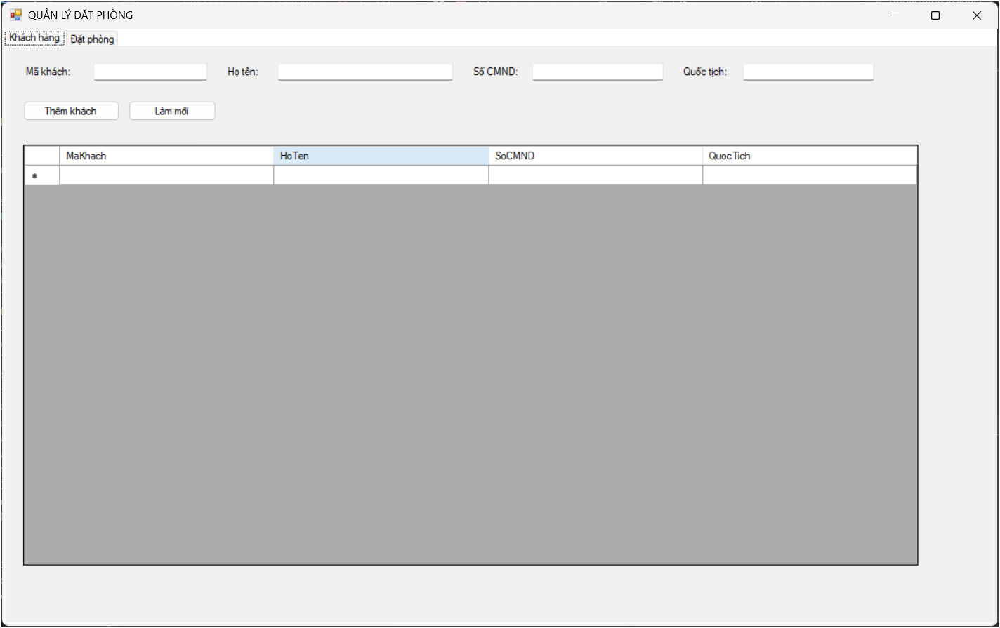 QUẢN LÝ ĐẶT PHÒNG
Khách hàng Đặt phòng
Mã khách: Họ tên: Số CMND: Quốc tịch:
Thêm khách Làm mới
MaKhach HoTen SoCMND QuocTich